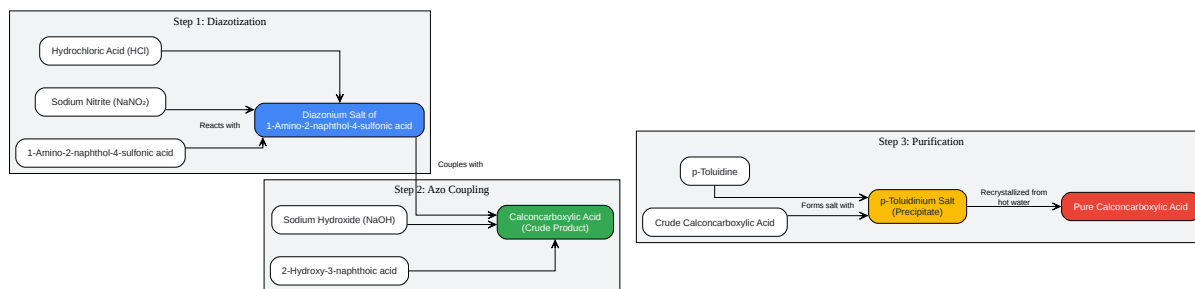 Step 1: Diazotization
Hydrochloric Acid (HCl)
Sodium Nitrite (NaNO₂)
Reacts with
Diazonium Salt of
1-Amino-2-naphthol-4-sulfonic acid
1-Amino-2-naphthol-4-sulfonic acid
Couples with
Step 2: Azo Coupling
Sodium Hydroxide (NaOH)
Calconcarboxylic Acid
(Crude Product)
2-Hydroxy-3-naphthoic acid
Step 3: Purification
p-Toluidine
Forms salt with
p-Toluidinium Salt
(Precipitate)
Recrystallized from
hot water
Pure Calconcarboxylic Acid
Crude Calconcarboxylic Acid